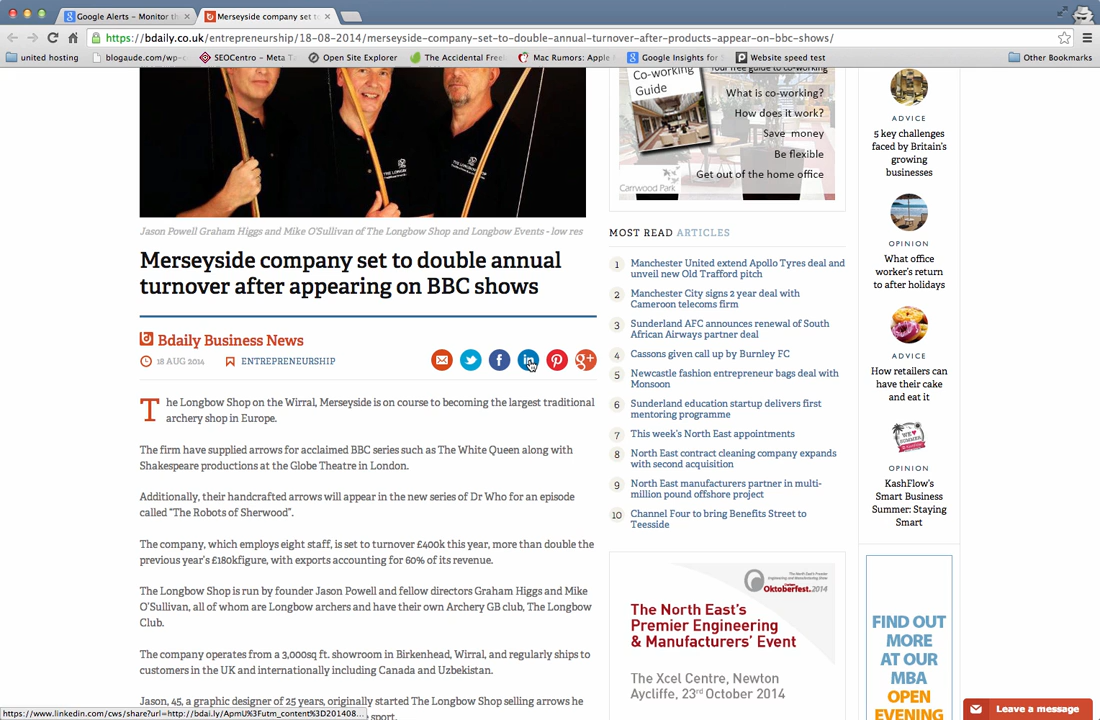 Google Alerts - Monitor th
Merseyside company set to
https://bdaily.co.uk/entrepreneurship/18-08-2014/merseyside-company-set-to-double-annual-turnover-after-products-appear-on-bbc-shows/
united hosting
blogaude.com/wp-c
SEOCentro – Meta T
Open Site Explorer
The Accidental Free
Mac Rumors: Apple
Google Insights for
Website speed test
Other Bookmarks
Jason Powell Graham Higgs and Mike O'Sullivan of The Longbow Shop and Longbow Events - low res
Merseyside company set to double annual
turnover after appearing on BBC shows
Bdaily Business News
18 AUG 2014
ENTREPRENEURSHIP
The Longbow Shop on the Wirral, Merseyside is on course to becoming the largest traditional
archery shop in Europe.
The firm have supplied arrows for acclaimed BBC series such as The White Queen along with
Shakespeare productions at the Globe Theatre in London.
Additionally, their handcrafted arrows will appear in the new series of Dr Who for an episode
called "The Robots of Sherwood".
The company, which employs eight staff, is set to turnover £400k this year, more than double the
previous year's £180kfigure, with exports accounting for 60% of its revenue.
The Longbow Shop is run by founder Jason Powell and fellow directors Graham Higgs and Mike
O'Sullivan, all of whom are Longbow archers and have their own Archery GB club, The Longbow
Club.
The company operates from a 3,000sq ft. showroom in Birkenhead, Wirral, and regularly ships to
customers in the UK and internationally including Canada and Uzbekistan.
Jason, 45, a graphic designer of 25 years, originally started The Longbow Shop selling arrows he
sport.
https://www.linkedin.com/cws/share?url=http://bdai.ly/ApmU%3Futm_content%3D201408...
Co-working
Guide
Your free guide to co-working
What is co-working?
How does it work?
Save money
Be flexible
Get out of the home office
Carrwood Park
MOST READ ARTICLES
1 Manchester United extend Apollo Tyres deal and
unveil new Old Trafford pitch
2 Manchester City signs 2 year deal with
Cameroon telecoms firm
3 Sunderland AFC announces renewal of South
African Airways partner deal
4 Cassons given call up by Burnley FC
5 Newcastle fashion entrepreneur bags deal with
Monsoon
6 Sunderland education startup delivers first
mentoring programme
7 This week's North East appointments
8 North East contract cleaning company expands
with second acquisition
9 North East manufacturers partner in multi-
million pound offshore project
10 Channel Four to bring Benefits Street to
Teesside
Oktoberfest.2014
The North East's
Premier Engineering
& Manufacturers' Event
The Xcel Centre, Newton
Aycliffe, 23rd October 2014
ADVICE
5 key challenges
faced by Britain's
growing
businesses
OPINION
What office
worker's return
to after holidays
ADVICE
How retailers can
have their cake
and eat it
OPINION
KashFlow's
Smart Business
Summer: Staying
Smart
FIND OUT
MORE
AT OUR
MBA
OPEN
EVENING
Leave a message